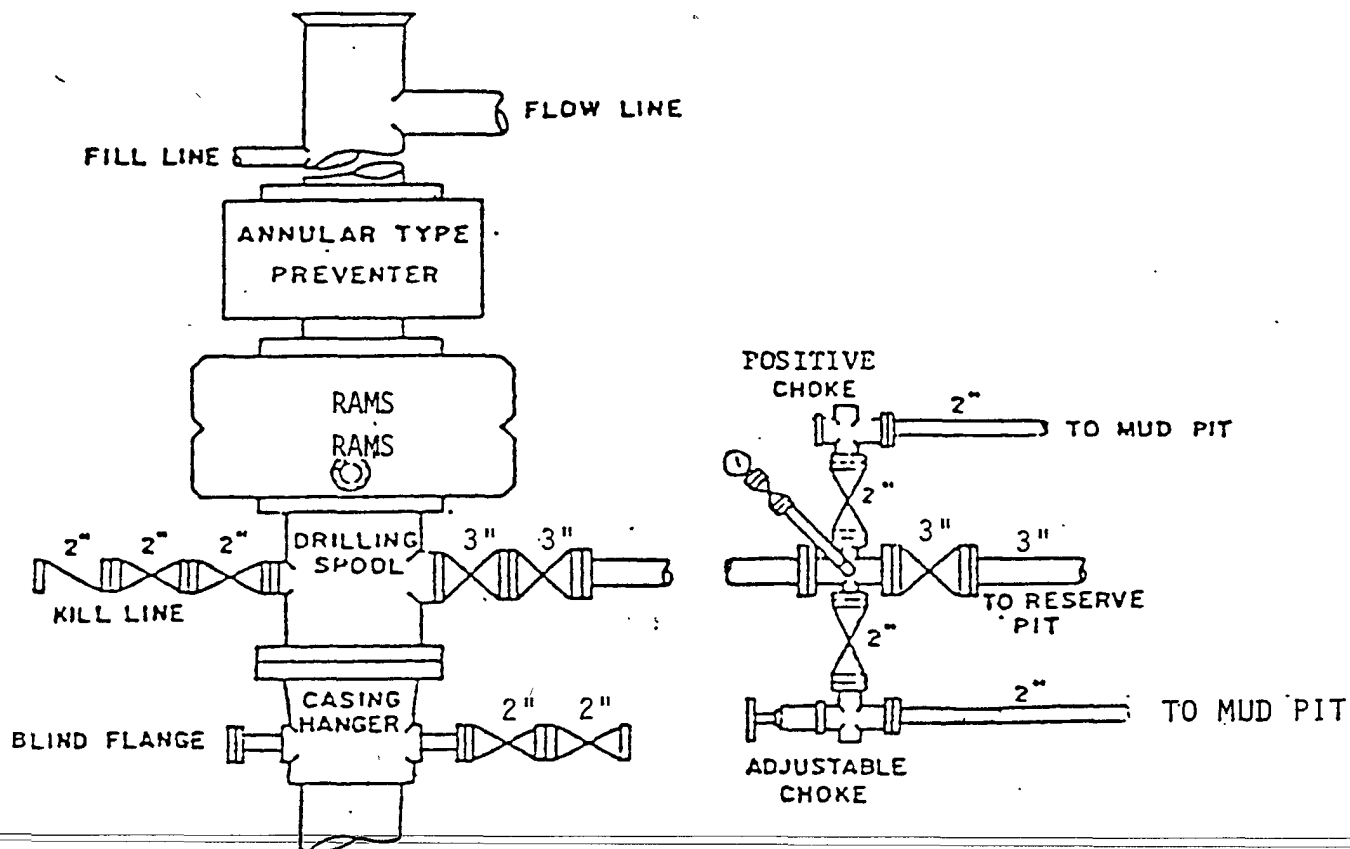 FLOW LINE
FILL LINE
ANNULAR TYPE
PREVENTER
RAMS
RAMS
2" 2" 2"
DRILLING
SPOOL
3" 3"
KILL LINE
CASING
HANGER
2" 2"
BLIND FLANGE
POSITIVE
CHOKE
2"
TO MUD PIT
2"
3" 3"
TO RESERVE
PIT
2"
2"
TO MUD PIT
ADJUSTABLE
CHOKE